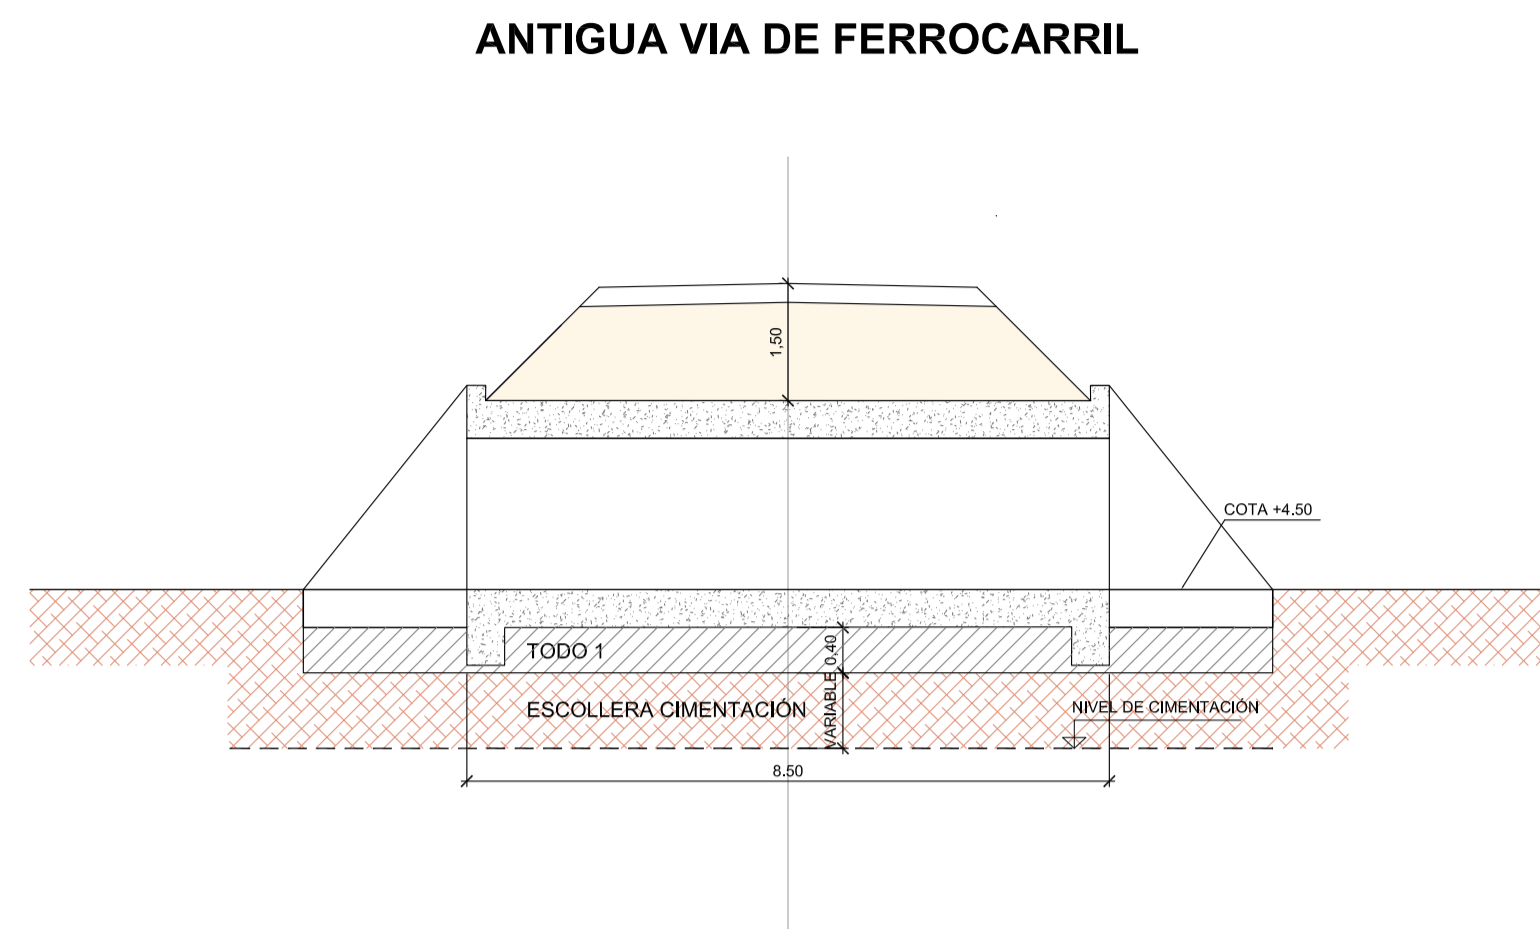 ANTIGUA VIA DE FERROCARRIL
1,50
COTA +4.50
TODO 1
0,40
ESCOLLERA CIMENTACIÓN
VARIABLE
NIVEL DE CIMENTACIÓN
8.50